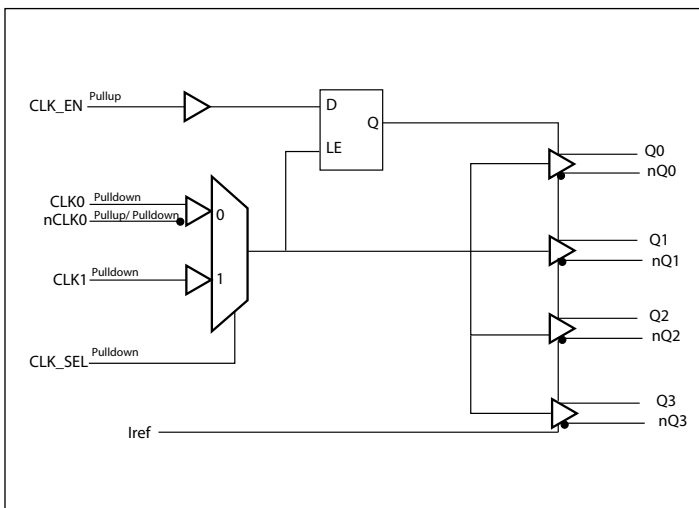 CLK_EN Pullup
D
Q
LE
Q0
nQ0
CLK0 Pulldown
nCLK0 Pullup/ Pulldown
0
Q1
nQ1
CLK1 Pulldown
1
Q2
nQ2
CLK_SEL Pulldown
Q3
nQ3
Iref